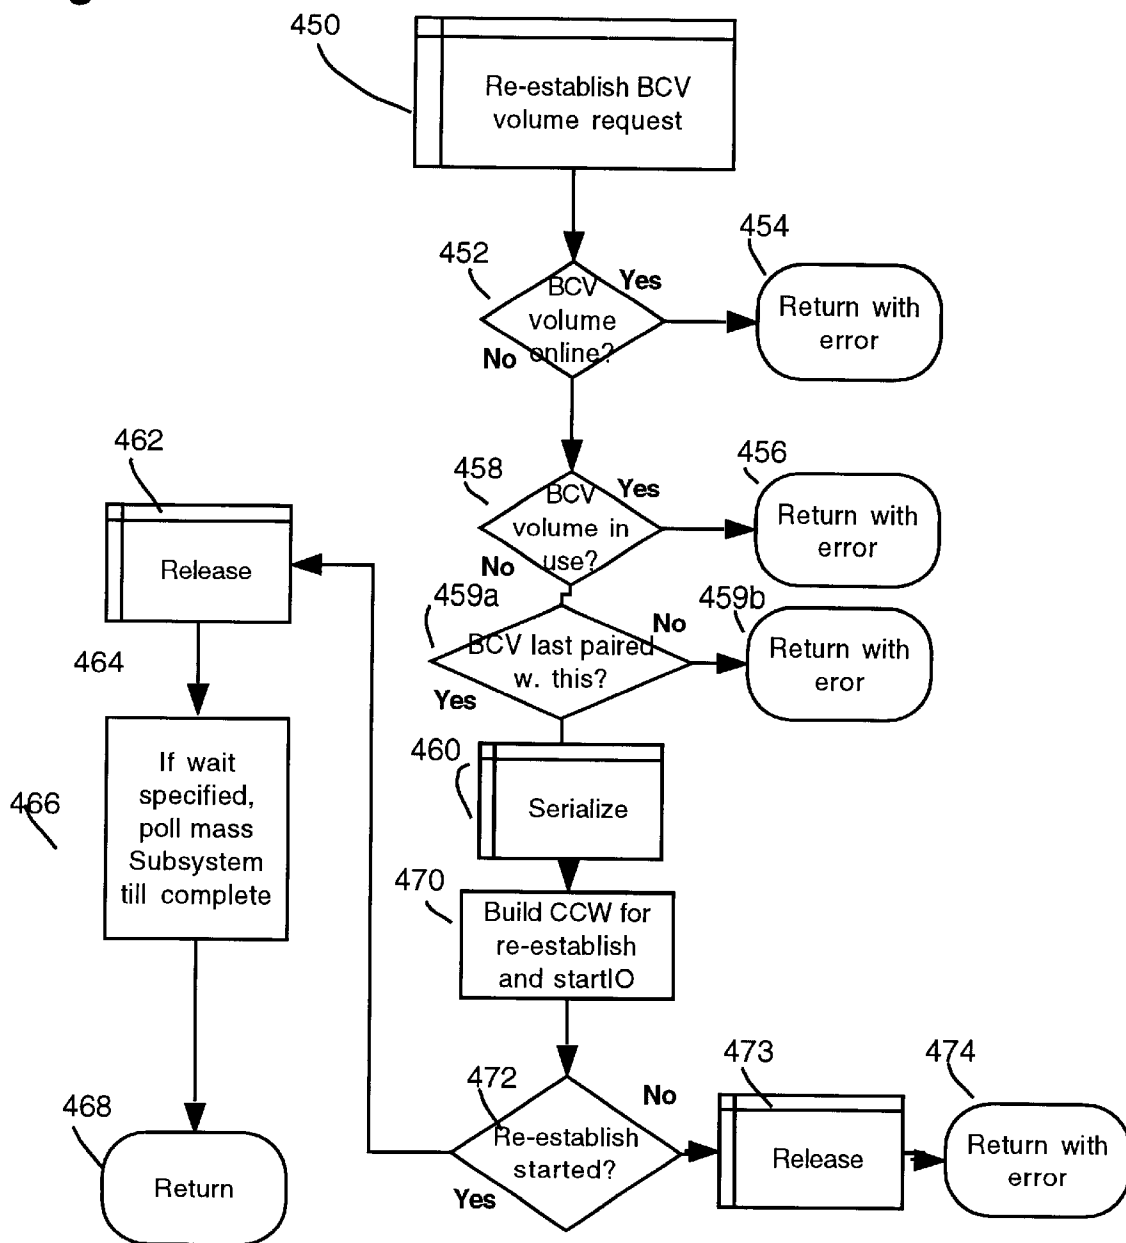 450
Re-establish BCV
volume request
452
BCV
volume
online?
Yes
No
454
Return with
error
458
BCV
volume in
use?
Yes
No
456
Return with
error
459a
BCV last paired
w. this?
No
Yes
459b
Return with
eror
460
Serialize
470
Build CCW for
re-establish
and startIO
472
Re-establish
started?
No
Yes
473
Release
474
Return with
error
462
Release
464
466
If wait
specified,
poll mass
Subsystem
till complete
468
Return